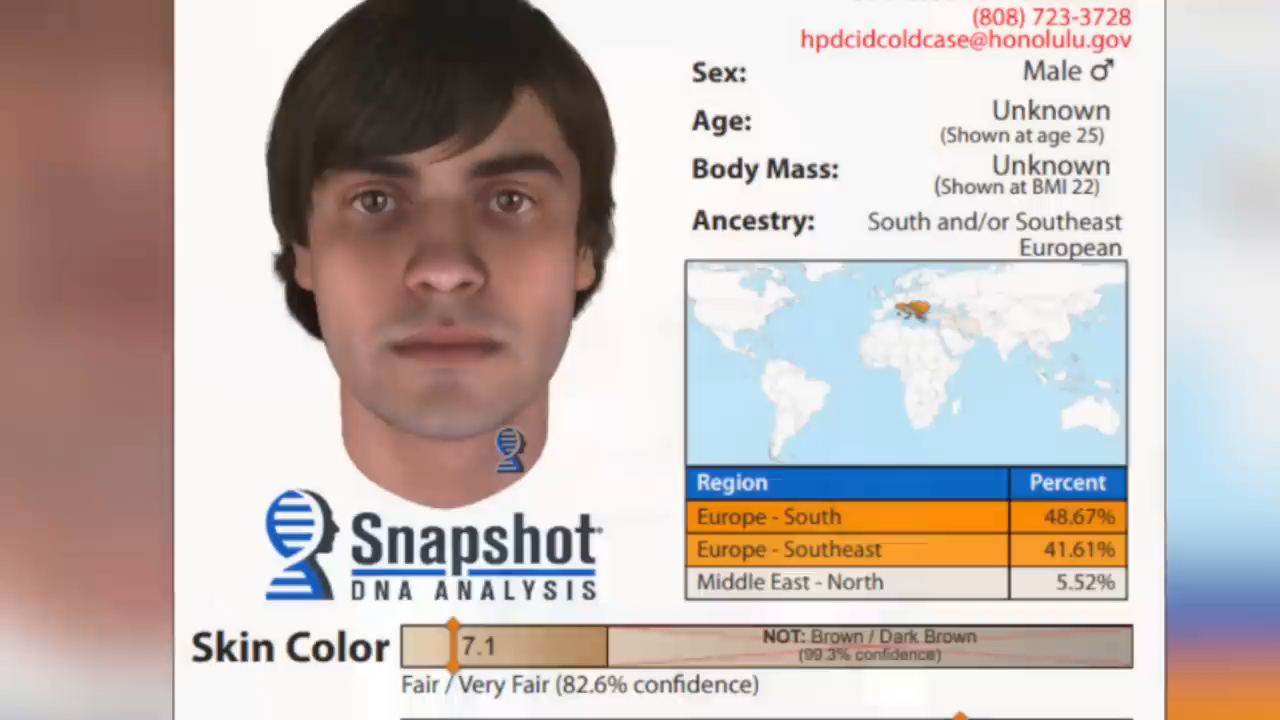 (808) 723-3728
hpdcidcoldcase@honolulu.gov
Sex: Male ♂
Age: Unknown
(Shown at age 25)
Body Mass: Unknown
(Shown at BMI 22)
Ancestry: South and/or Southeast
European
Region Percent
Europe - South 48.67%
Europe - Southeast 41.61%
Middle East - North 5.52%
Snapshot
DNA ANALYSIS
Skin Color 7.1 NOT: Brown / Dark Brown
(99.3% confidence)
Fair / Very Fair (82.6% confidence)